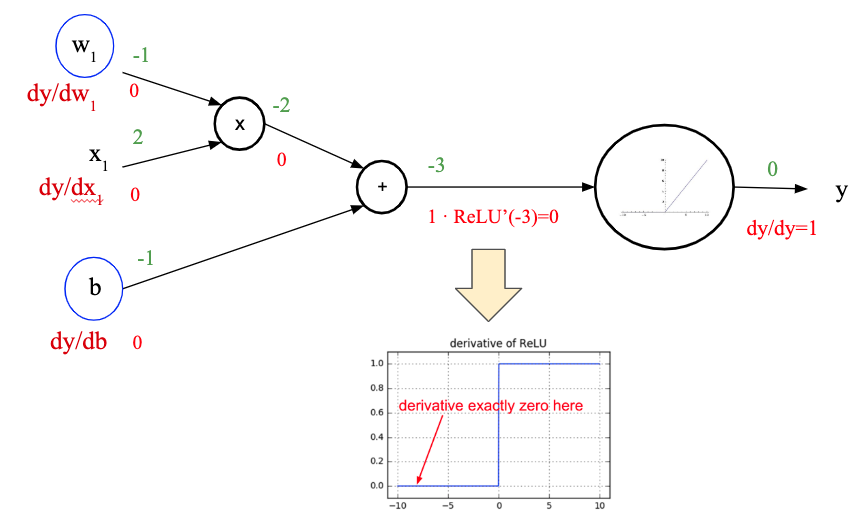 w1
-1
dy/dw1
0
x
-2
0
x1
2
dy/dx1
0
+
-3
1 · ReLU’(-3)=0
0
y
dy/dy=1
b
-1
dy/db
0
derivative of ReLU
1.0
0.8
0.6
0.4
0.2
0.0
derivative exactly zero here
−10 −5 0 5 10